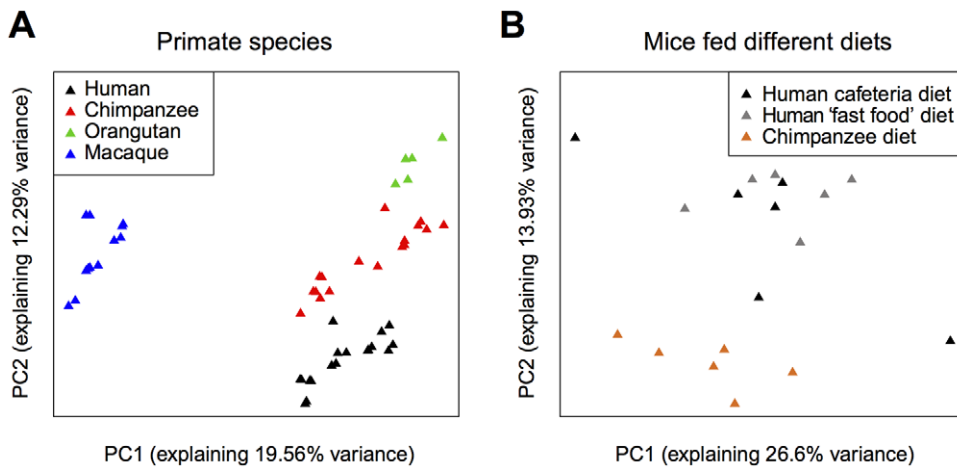 A
Primate species
Human
Chimpanzee
Orangutan
Macaque
PC2 (explaining 12.29% variance)
PC1 (explaining 19.56% variance)
B
Mice fed different diets
Human cafeteria diet
Human ‘fast food’ diet
Chimpanzee diet
PC2 (explaining 13.93% variance)
PC1 (explaining 26.6% variance)